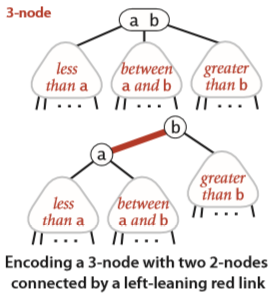 3-node
a b
less
than a
between
a and b
greater
than b
b
a
less
than a
between
a and b
greater
than b
Encoding a 3-node with two 2-nodes
connected by a left-leaning red link